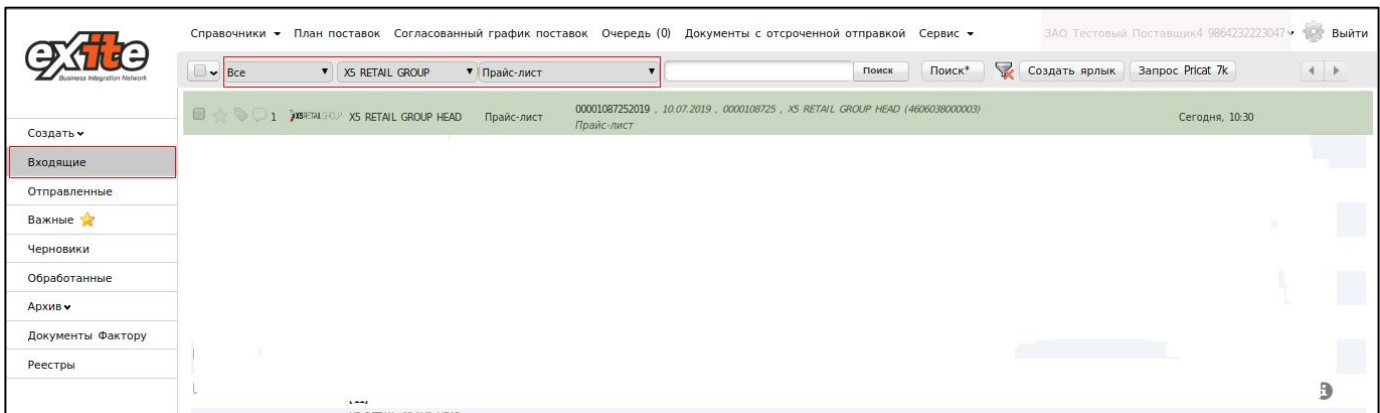 exite
Business Integration Network
Справочники План поставок Согласованный график поставок Очередь (0) Документы с отсроченной отправкой Сервис ЗАО Тестовый Поставщик4 9864232223047 Выйти
Все X5 RETAIL GROUP Прайс-лист Поиск Поиск* Создать ярлык Запрос Pricat 7k
1 X5 RETAIL GROUP X5 RETAIL GROUP HEAD Прайс-лист 00001087252019 , 10.07.2019 , 0000108725 , X5 RETAIL GROUP HEAD (4606038000003) Сегодня, 10:30
Прайс-лист
Создать
Входящие
Отправленные
Важные
Черновики
Обработанные
Архив
Документы Фактору
Реестры